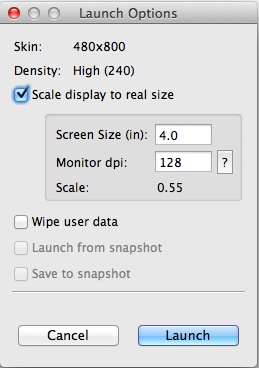 Launch Options
Skin: 480x800
Density: High (240)
Scale display to real size
Screen Size (in): 4.0
Monitor dpi: 128 ?
Scale: 0.55
Wipe user data
Launch from snapshot
Save to snapshot
Cancel Launch